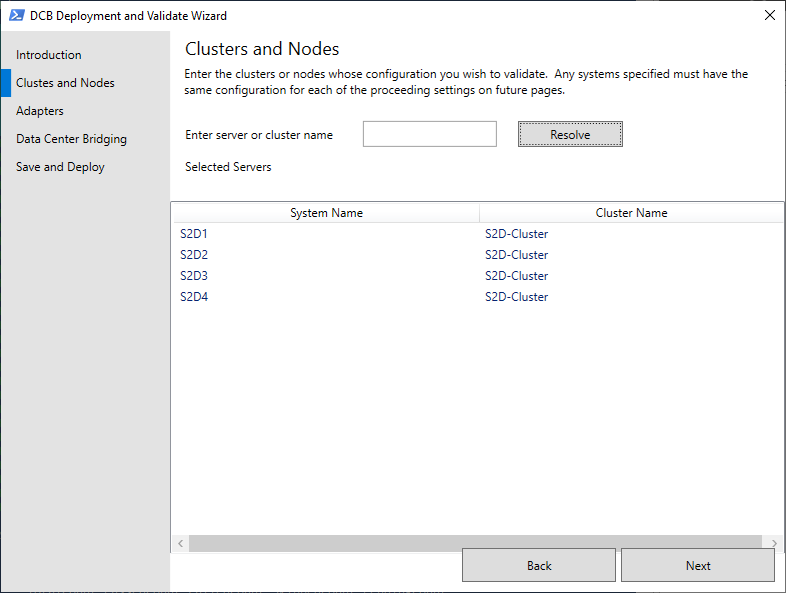 DCB Deployment and Validate Wizard
Introduction
Clustes and Nodes
Adapters
Data Center Bridging
Save and Deploy
Clusters and Nodes
Enter the clusters or nodes whose configuration you wish to validate. Any systems specified must have the
same configuration for each of the proceeding settings on future pages.
Enter server or cluster name
Resolve
Selected Servers
System Name Cluster Name
S2D1 S2D-Cluster
S2D2 S2D-Cluster
S2D3 S2D-Cluster
S2D4 S2D-Cluster
Back Next